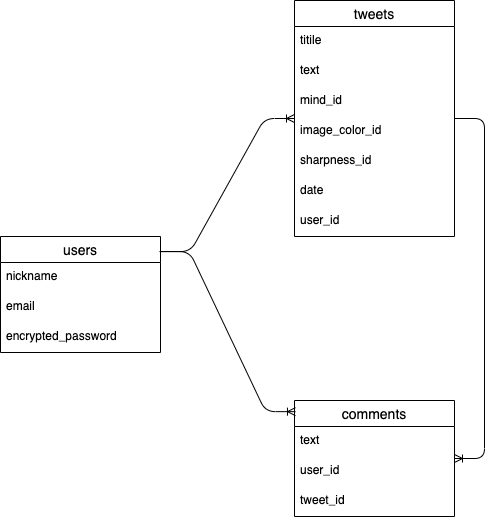 tweets
titile
text
mind_id
image_color_id
sharpness_id
date
user_id
users
nickname
email
encrypted_password
comments
text
user_id
tweet_id